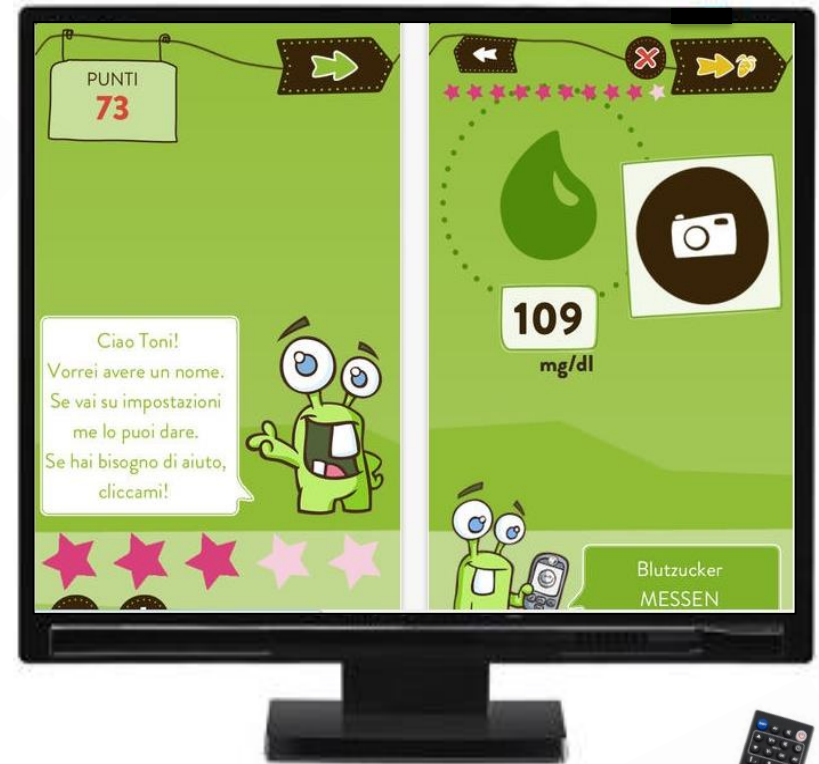 PUNTI
73
Ciao Toni!
Vorrei avere un nome.
Se vai su impostazioni
me lo puoi dare.
Se hai bisogno di aiuto,
cliccami!
109
mg/dl
Blutzucker
MESSEN